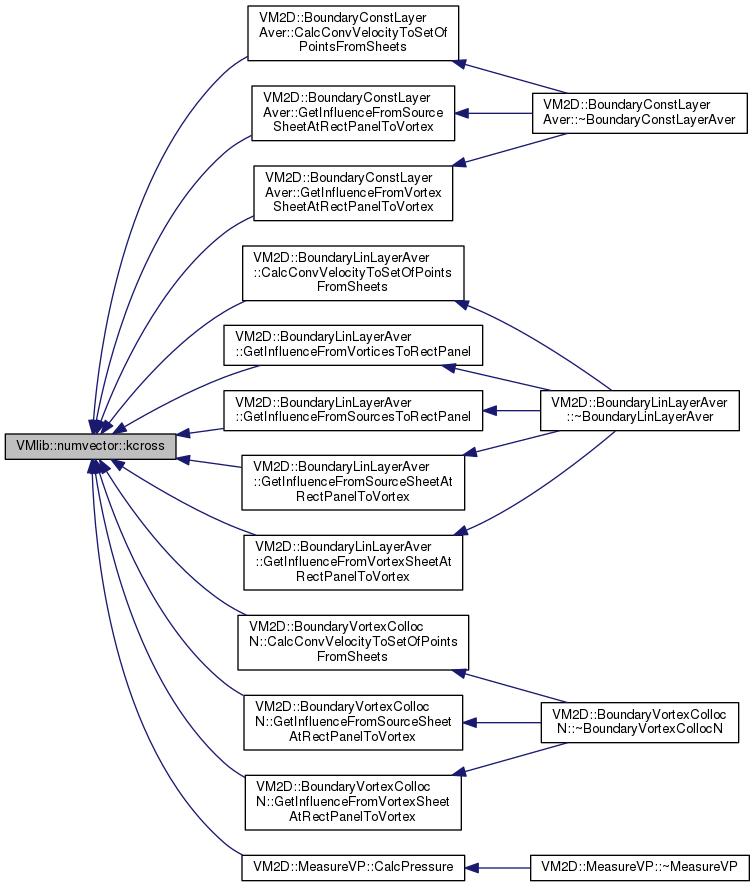 VM2D::BoundaryConstLayer
Aver::CalcConvVelocityToSetOf
PointsFromSheets
VM2D::BoundaryConstLayer
Aver::GetInfluenceFromSource
SheetAtRectPanelToVortex
VM2D::BoundaryConstLayer
Aver::~BoundaryConstLayerAver
VM2D::BoundaryConstLayer
Aver::GetInfluenceFromVortex
SheetAtRectPanelToVortex
VM2D::BoundaryLinLayerAver
::CalcConvVelocityToSetOfPoints
FromSheets
VM2D::BoundaryLinLayerAver
::GetInfluenceFromVorticesToRectPanel
VM2D::BoundaryLinLayerAver
::GetInfluenceFromSourcesToRectPanel
VM2D::BoundaryLinLayerAver
::~BoundaryLinLayerAver
VMlib::numvector::kcross
VM2D::BoundaryLinLayerAver
::GetInfluenceFromSourceSheetAt
RectPanelToVortex
VM2D::BoundaryLinLayerAver
::GetInfluenceFromVortexSheetAt
RectPanelToVortex
VM2D::BoundaryVortexColloc
N::CalcConvVelocityToSetOfPoints
FromSheets
VM2D::BoundaryVortexColloc
N::GetInfluenceFromSourceSheet
AtRectPanelToVortex
VM2D::BoundaryVortexColloc
N::~BoundaryVortexCollocN
VM2D::BoundaryVortexColloc
N::GetInfluenceFromVortexSheet
AtRectPanelToVortex
VM2D::MeasureVP::CalcPressure
VM2D::MeasureVP::~MeasureVP